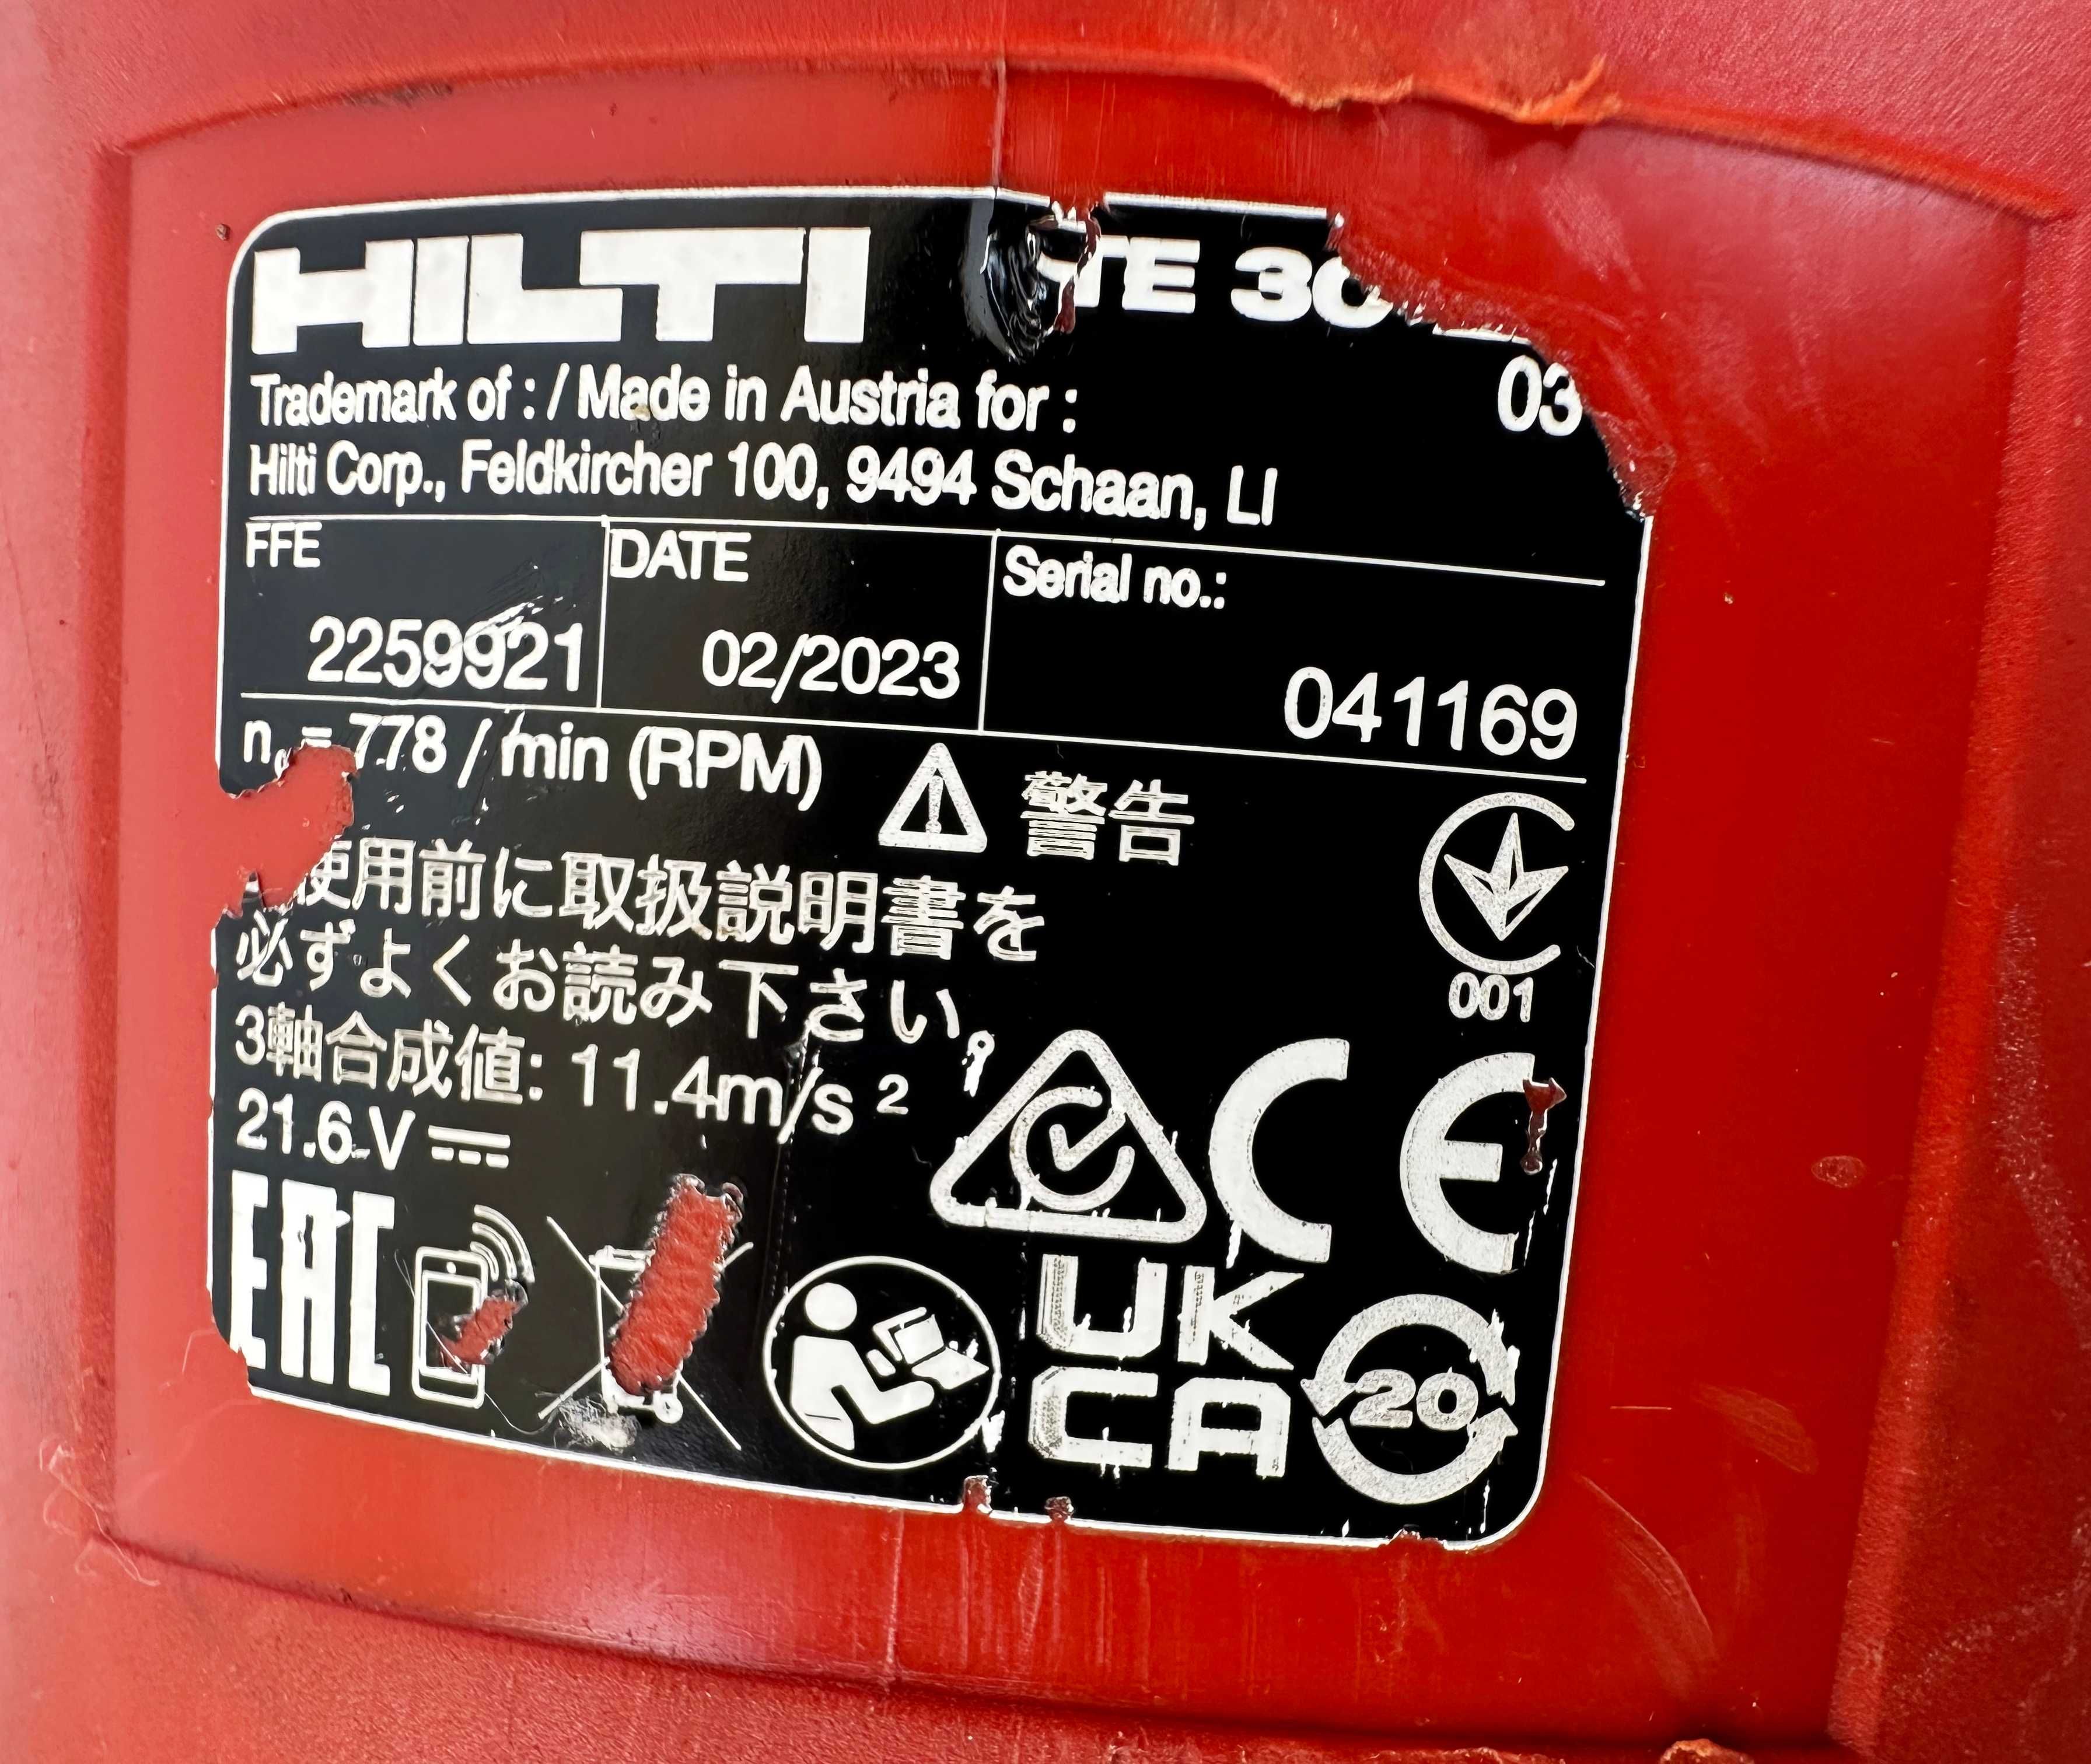 HILTI TE 30
03
Trademark of : / Made in Austria for :
Hilti Corp., Feldkircher 100, 9494 Schaan, LI
FFE DATE Serial no.:
2259921 02/2023 041169
n = 778 / min (RPM)
警告
使用前に取扱説明書を
必ずよくお読み下さい。
3軸合成値: 11.4m/s²
21.6 V
001
CE
EAC
UK
CA
20